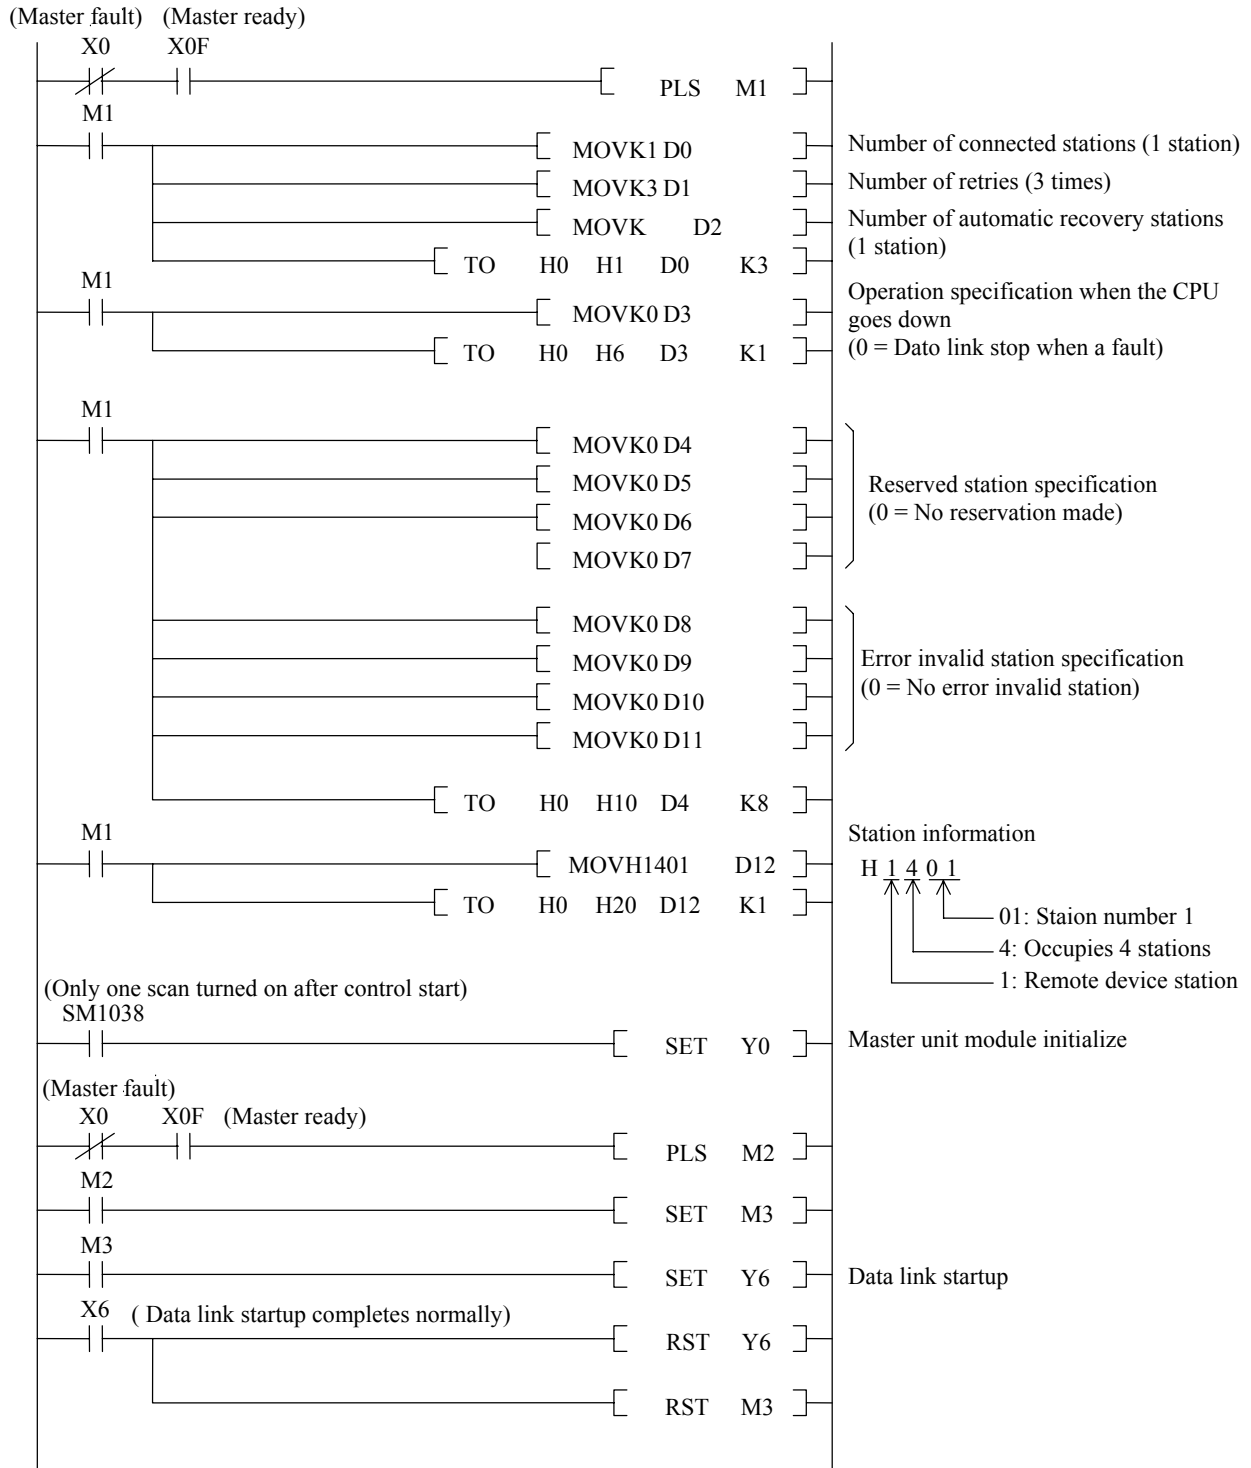 (Master fault) (Master ready)
X0 X0F
PLS M1
M1
MOVK1 D0 Number of connected stations (1 station)
MOVK3 D1 Number of retries (3 times)
MOVK D2 Number of automatic recovery stations
(1 station)
TO H0 H1 D0 K3
M1
MOVK0 D3 Operation specification when the CPU
goes down
TO H0 H6 D3 K1 (0 = Dato link stop when a fault)
M1
MOVK0 D4
MOVK0 D5
MOVK0 D6
MOVK0 D7
Reserved station specification
(0 = No reservation made)
MOVK0 D8
MOVK0 D9
MOVK0 D10
MOVK0 D11
Error invalid station specification
(0 = No error invalid station)
TO H0 H10 D4 K8
M1
Station information
MOVH1401 D12 H 1 4 0 1
TO H0 H20 D12 K1
01: Staion number 1
4: Occupies 4 stations
1: Remote device station
(Only one scan turned on after control start)
SM1038
SET Y0 Master unit module initialize
(Master fault)
X0 X0F (Master ready)
PLS M2
M2
SET M3
M3
SET Y6 Data link startup
X6 ( Data link startup completes normally)
RST Y6
RST M3